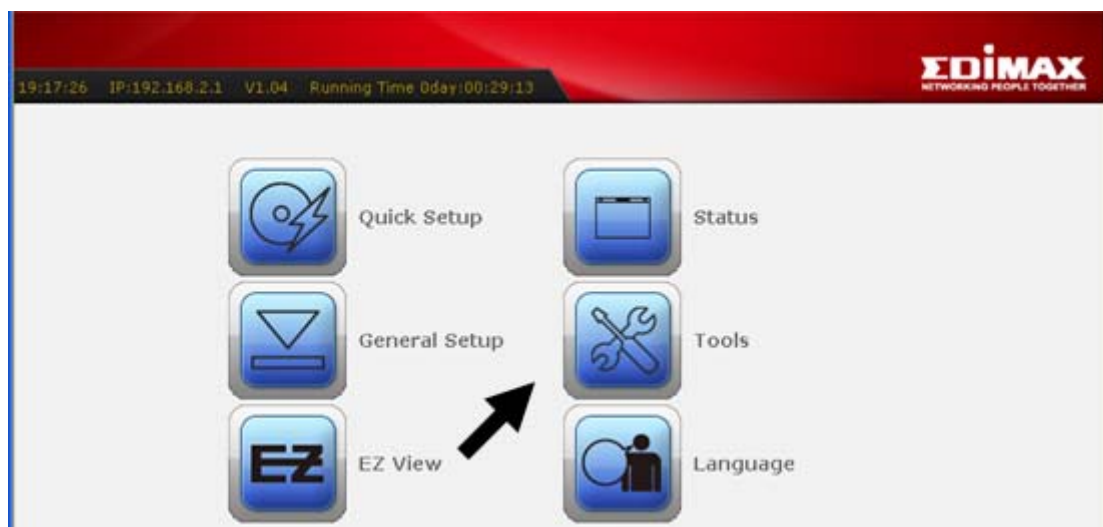 EDIMAX
NETWORKING PEOPLE TOGETHER
19:17:26 IP:192.168.2.1 V1.04 Running Time 0day:00:29:13
Quick Setup
Status
General Setup
Tools
EZ
EZ View
Language